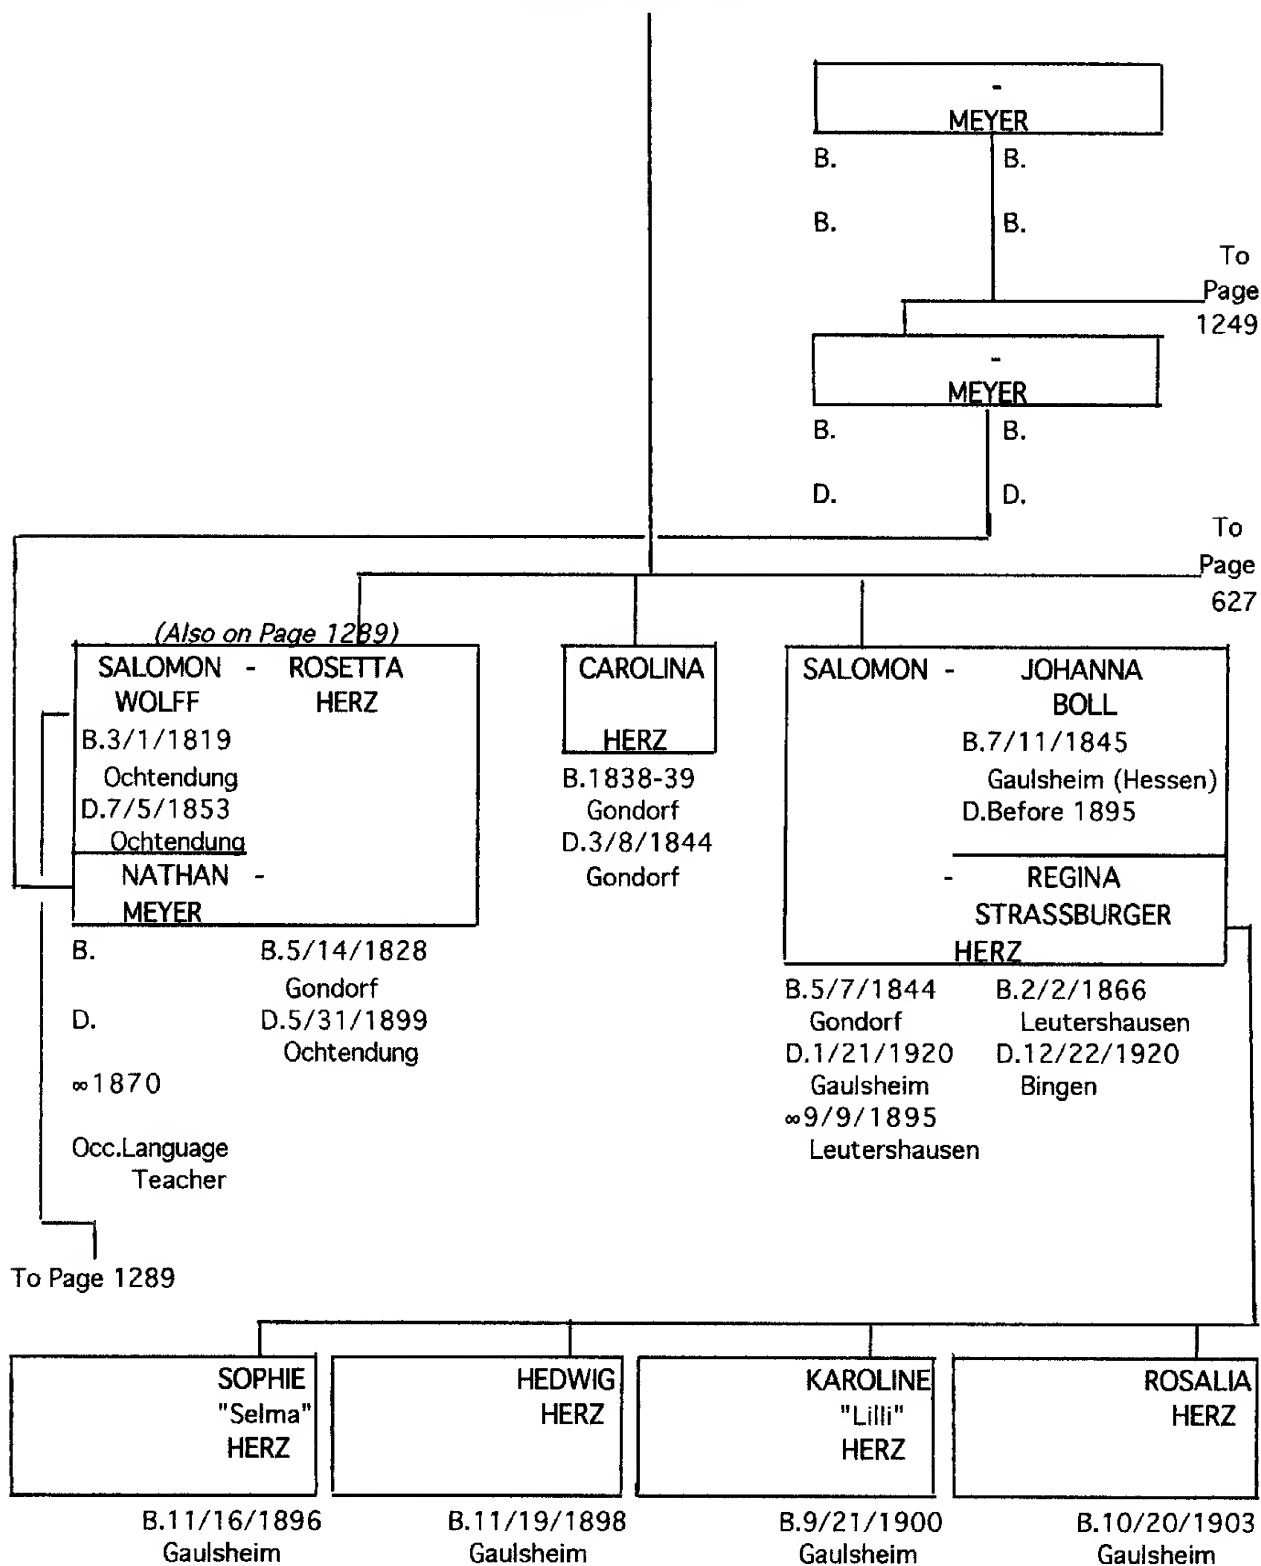 -
MEYER
B. B.
B. B.
To
Page
1249
-
MEYER
B. B.
D. D.
To
Page
627
(Also on Page 1289)
SALOMON - ROSETTA
WOLFF HERZ
B.3/1/1819
Ochtendung
D.7/5/1853
Ochtendung
NATHAN -
MEYER
B. B.5/14/1828
Gondorf
D. D.5/31/1899
Ochtendung
∞1870
Occ.Language
Teacher
To Page 1289
CAROLINA
HERZ
B.1838-39
Gondorf
D.3/8/1844
Gondorf
SALOMON - JOHANNA
BOLL
B.7/11/1845
Gaulsheim (Hessen)
D.Before 1895
- REGINA
STRASSBURGER
HERZ
B.5/7/1844 B.2/2/1866
Gondorf Leutershausen
D.1/21/1920 D.12/22/1920
Gaulsheim Bingen
∞9/9/1895
Leutershausen
SOPHIE
"Selma"
HERZ
B.11/16/1896
Gaulsheim
HEDWIG
HERZ
B.11/19/1898
Gaulsheim
KAROLINE
"Lilli"
HERZ
B.9/21/1900
Gaulsheim
ROSALIA
HERZ
B.10/20/1903
Gaulsheim